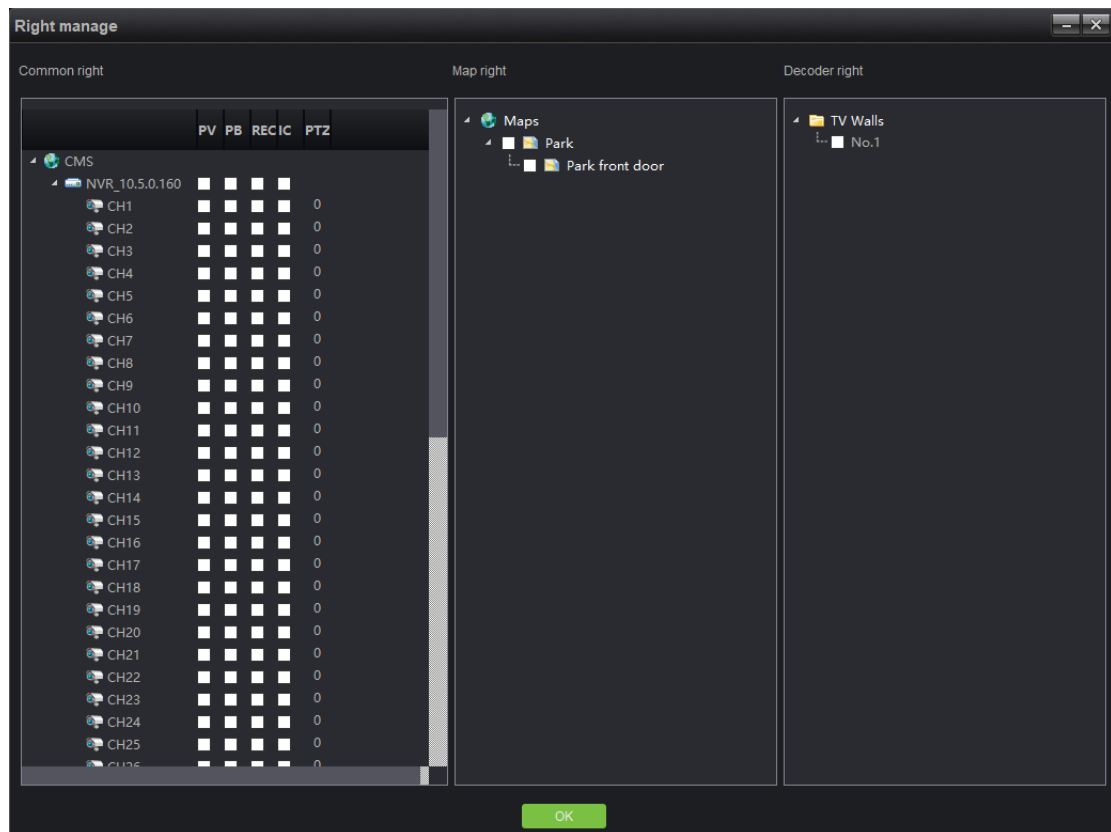 Right manage
Common right Map right Decoder right
PV PB REC IC PTZ
CMS
NVR_10.5.0.160
CH1 0
CH2 0
CH3 0
CH4 0
CH5 0
CH6 0
CH7 0
CH8 0
CH9 0
CH10 0
CH11 0
CH12 0
CH13 0
CH14 0
CH15 0
CH16 0
CH17 0
CH18 0
CH19 0
CH20 0
CH21 0
CH22 0
CH23 0
CH24 0
CH25 0
CH26 0
Maps
Park
Park front door
TV Walls
No.1
OK